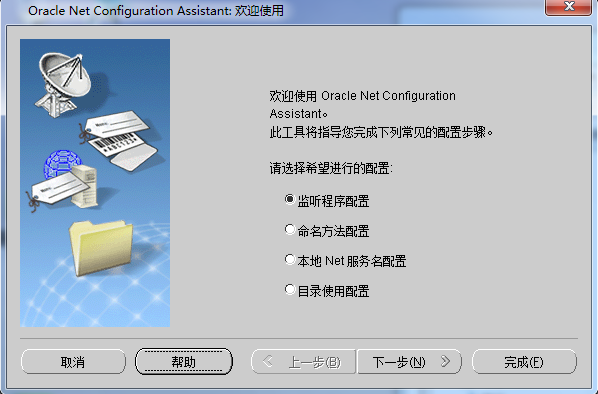 Oracle Net Configuration Assistant: 欢迎使用
欢迎使用 Oracle Net Configuration
Assistant。
此工具将指导您完成下列常见的配置步骤。
请选择希望进行的配置:
监听程序配置
命名方法配置
本地 Net 服务名配置
目录使用配置
取消
帮助
上一步(B)
下一步(N)
完成(F)